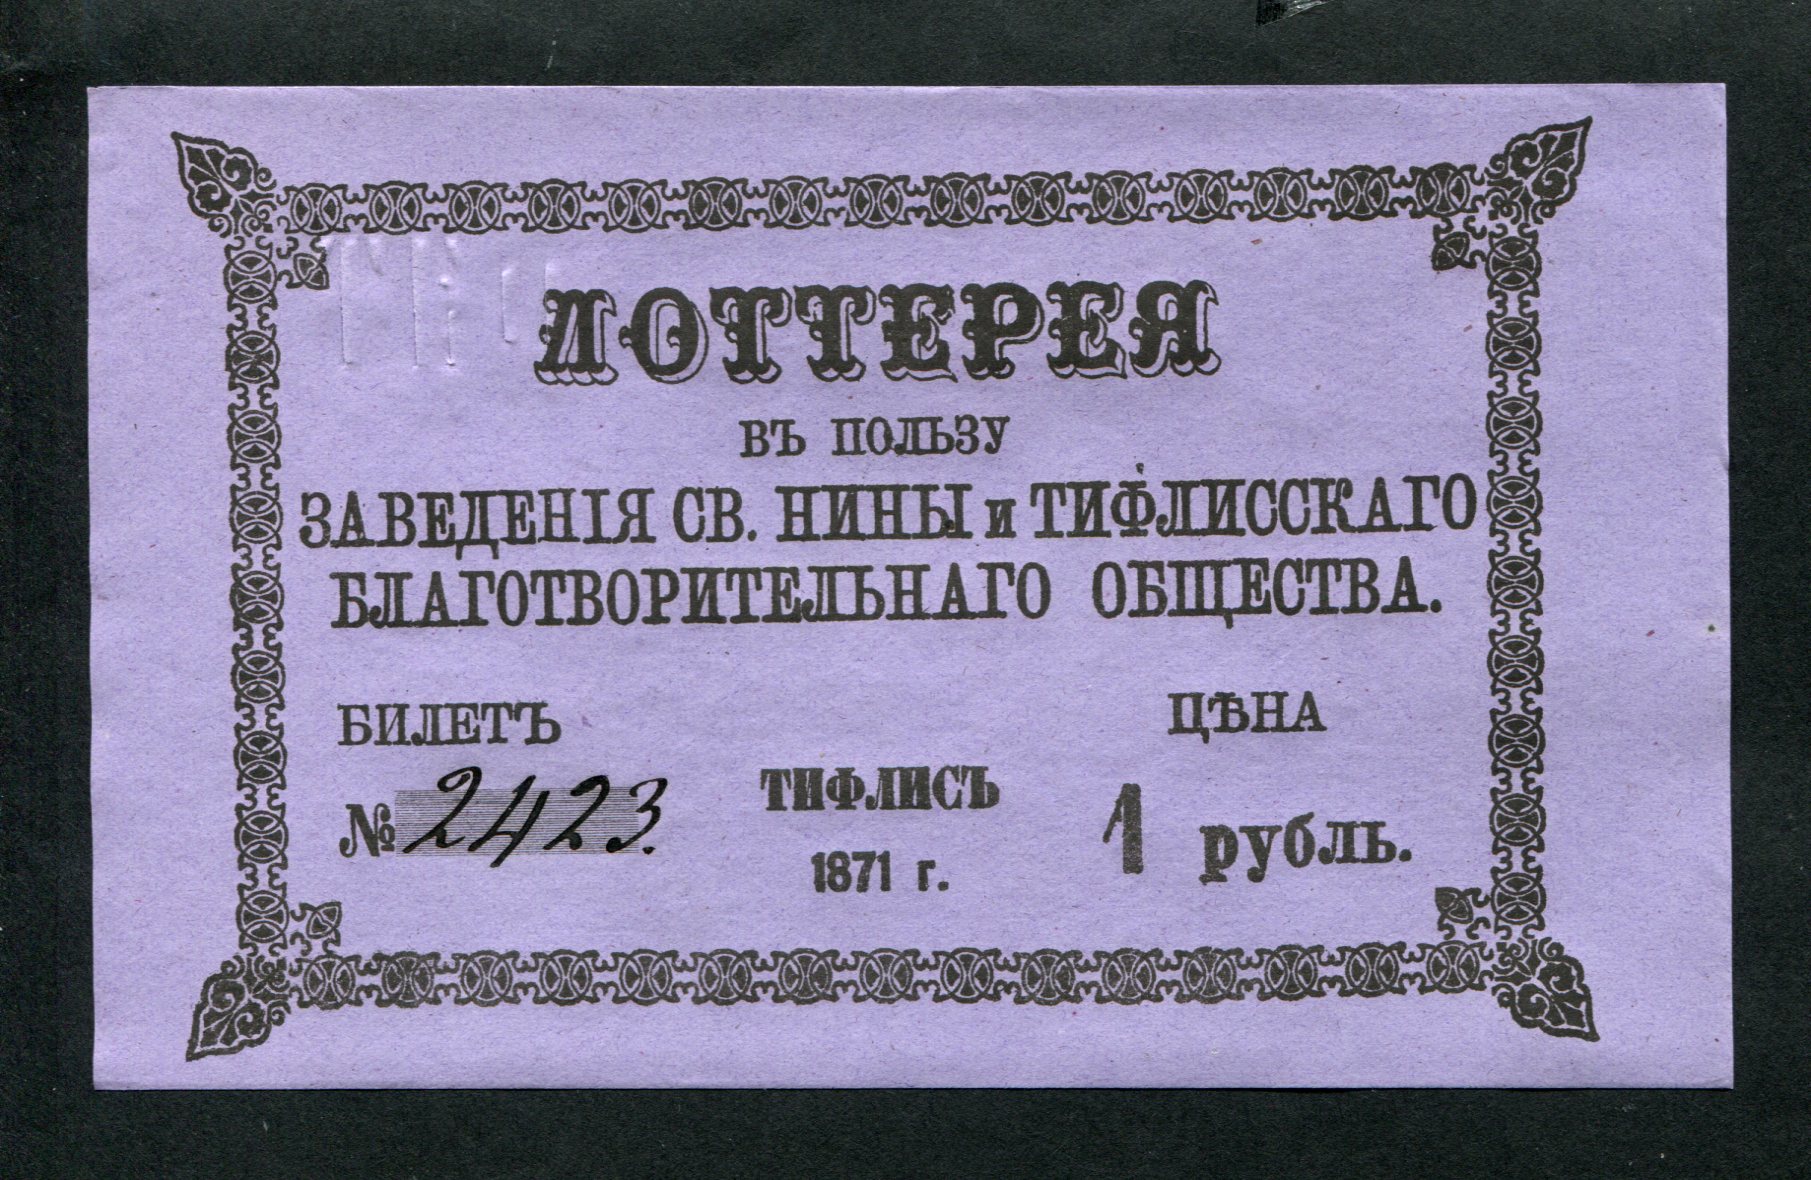 ЛОТТЕРЕЯ
ВЪ ПОЛЬЗУ
ЗАВЕДЕНІЯ СВ. НИНЫ и ТИФЛИССКАГО
БЛАГОТВОРИТЕЛЬНАГО ОБЩЕСТВА.
БИЛЕТЪ
№ 2423.
ТИФЛИСЪ
1871 г.
ЦѢНА
1 рубль.